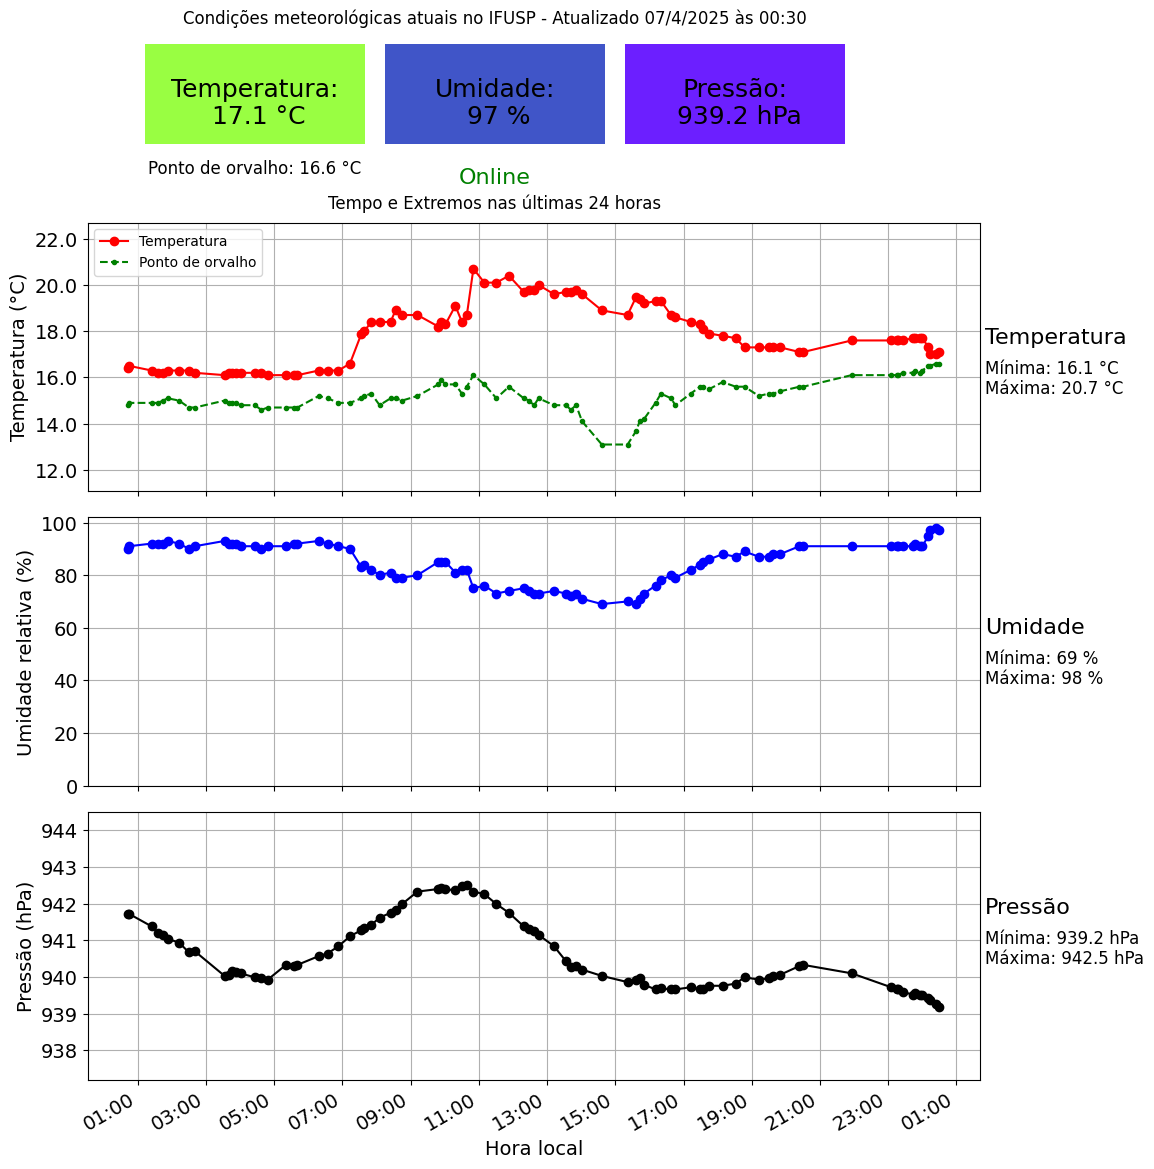 Condições meteorológicas atuais no IFUSP - Atualizado 07/4/2025 às 00:30
Temperatura:
17.1 °C
Umidade:
97 %
Pressão:
939.2 hPa
Ponto de orvalho: 16.6 °C
Online
Tempo e Extremos nas últimas 24 horas
Temperatura (°C)
22.0
20.0
18.0
16.0
14.0
12.0
Temperatura
Ponto de orvalho
Temperatura
Mínima: 16.1 °C
Máxima: 20.7 °C
Umidade relativa (%)
100
80
60
40
20
0
Umidade
Mínima: 69 %
Máxima: 98 %
Pressão (hPa)
944
943
942
941
940
939
938
Pressão
Mínima: 939.2 hPa
Máxima: 942.5 hPa
01:00
03:00
05:00
07:00
09:00
11:00
13:00
15:00
17:00
19:00
21:00
23:00
01:00
Hora local